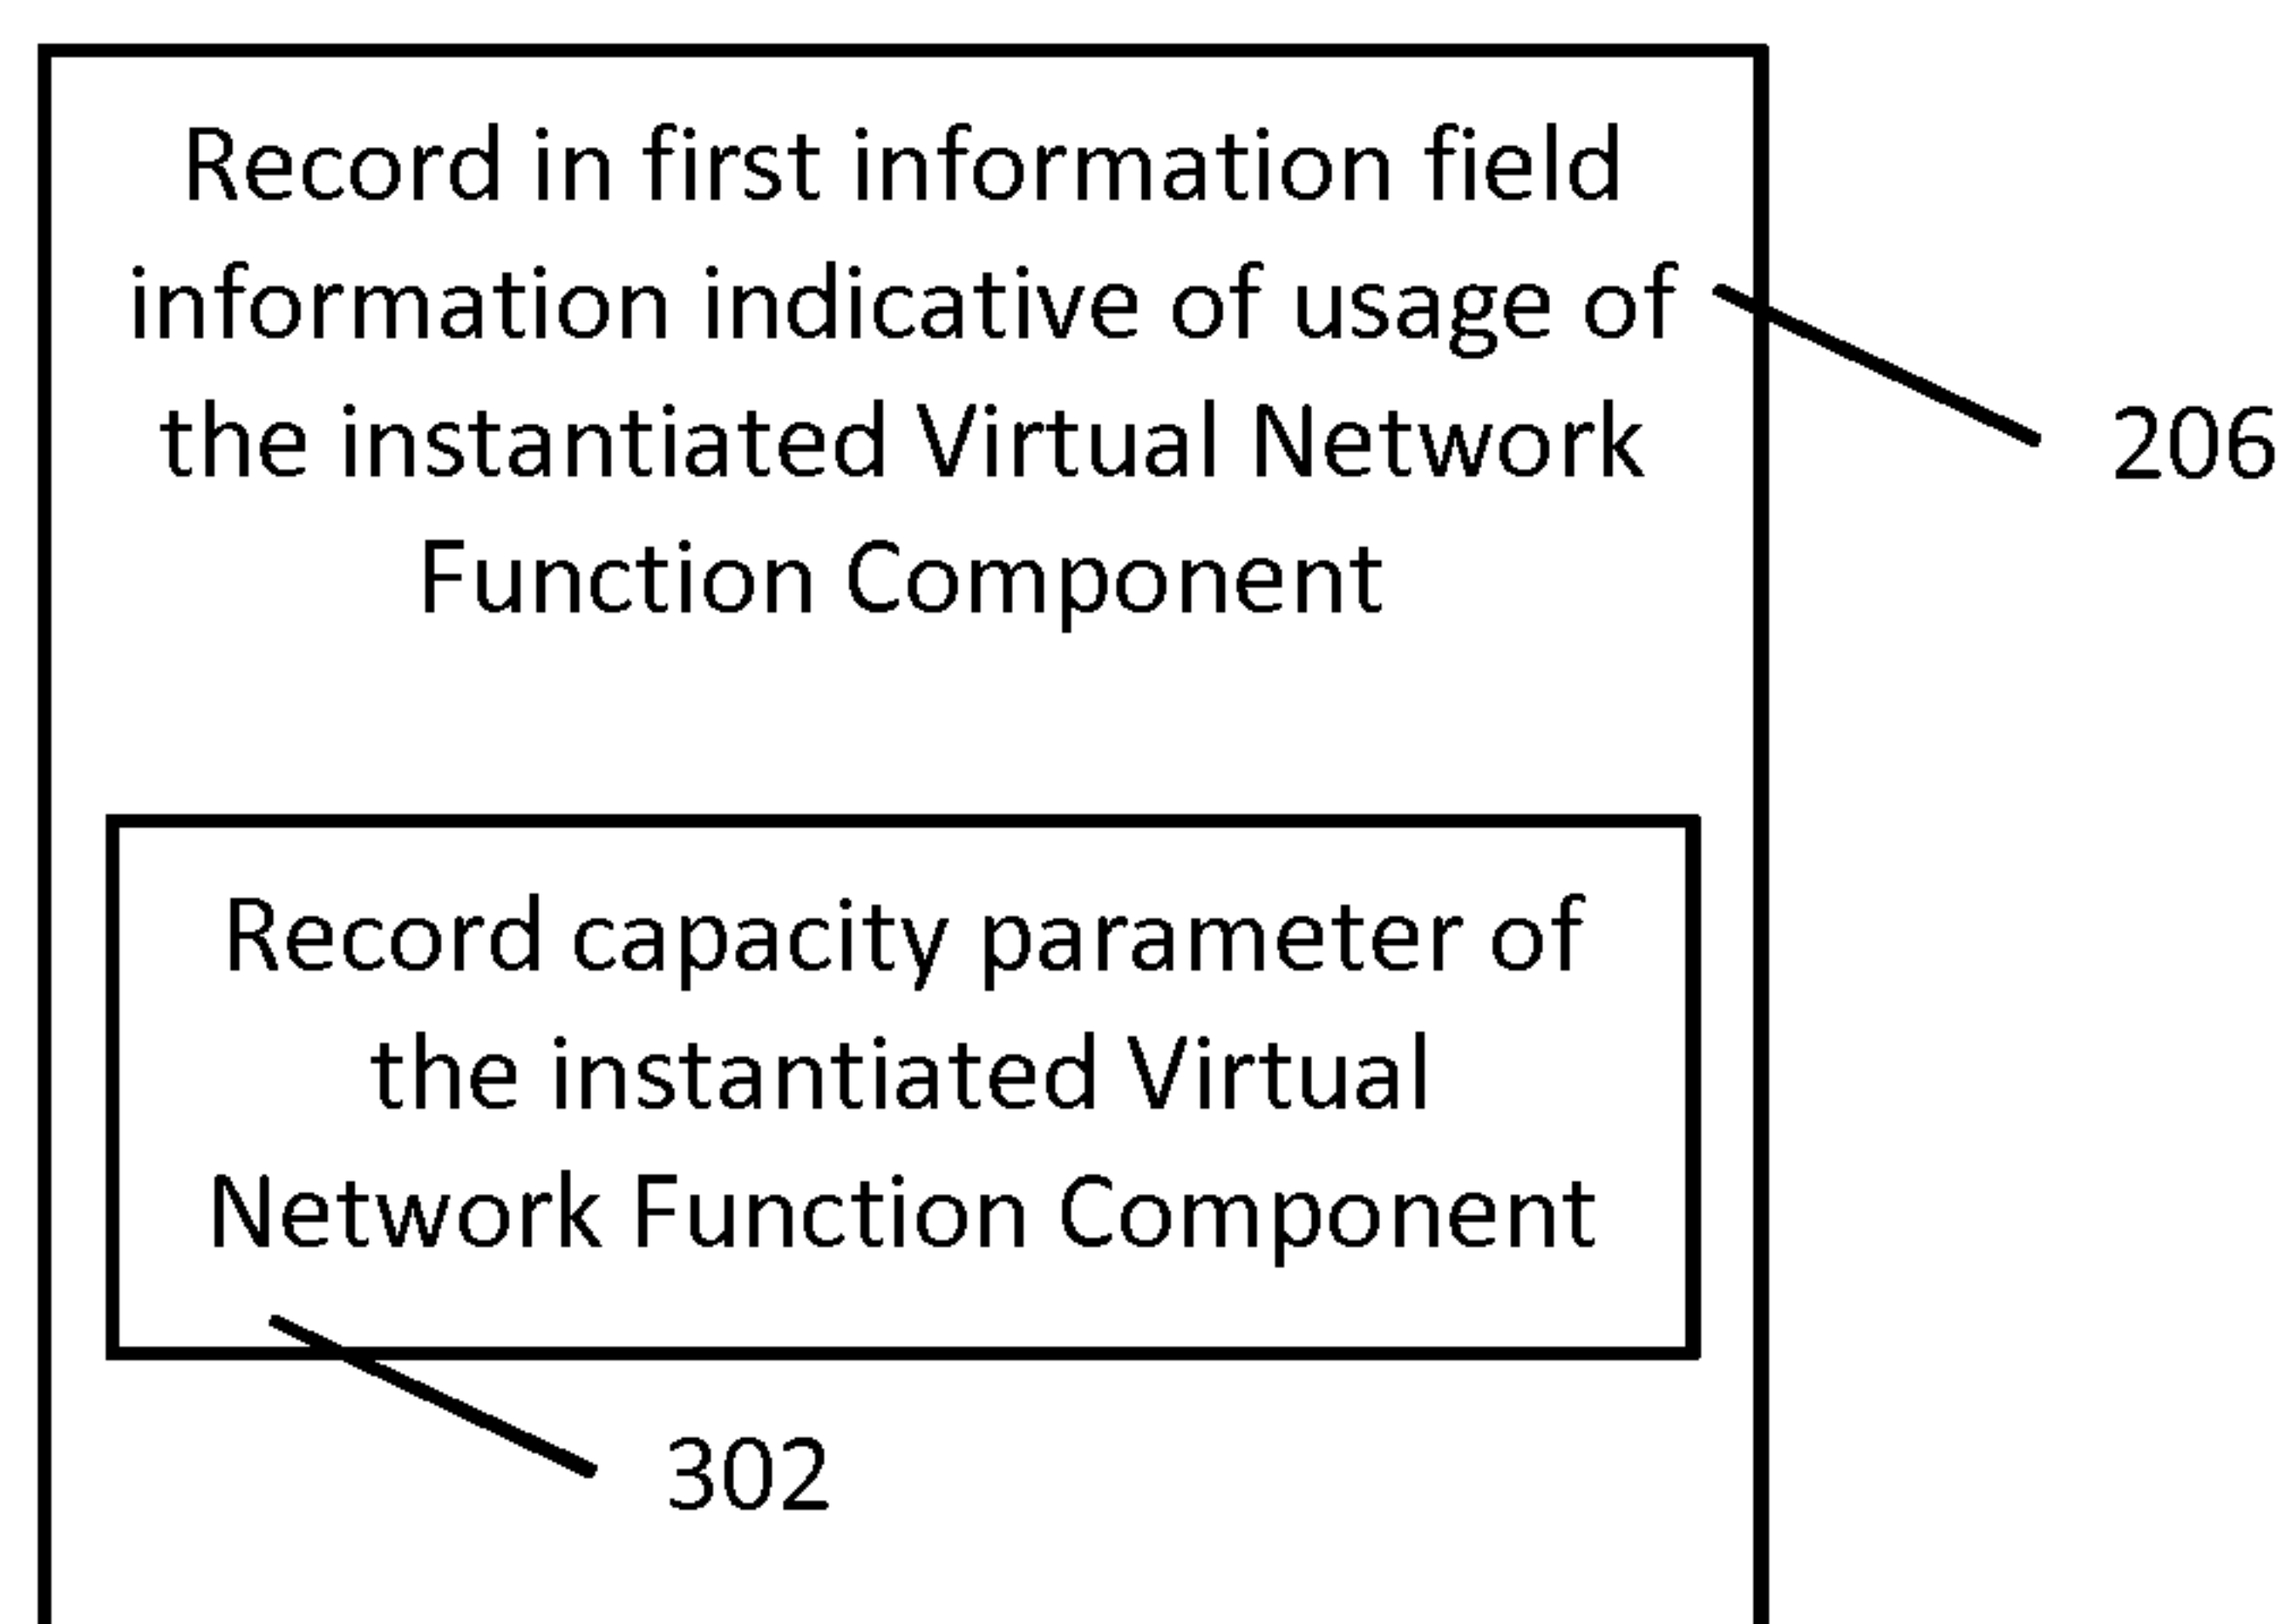 Record in first information field
information indicative of usage of
the instantiated Virtual Network
Function Component
206
Record capacity parameter of
the instantiated Virtual
Network Function Component
302